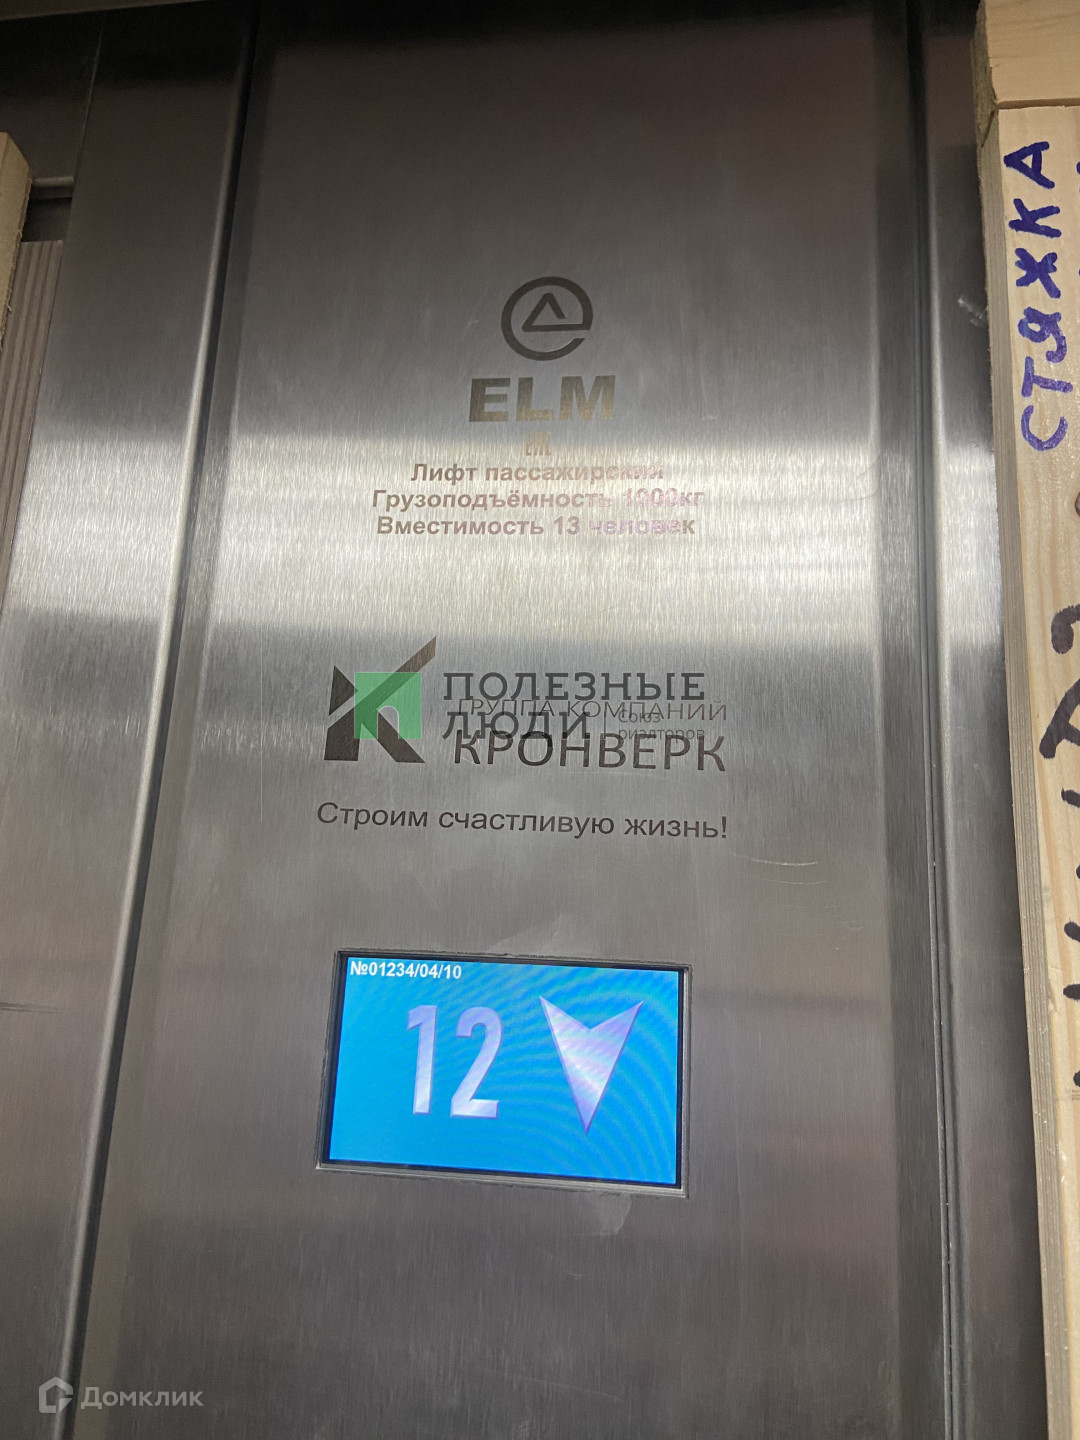 ELM
EAC
Лифт пассажирский
Грузоподъёмность 1000кг
Вместимость 13 человек
ПОЛЕЗНЫЕ
ЛЮДИ
Союз
риэлторов
ГРУППА КОМПАНИЙ
КРОНВЕРК
Строим счастливую жизнь!
№01234/04/10
12
СТЯЖКА
Домклик